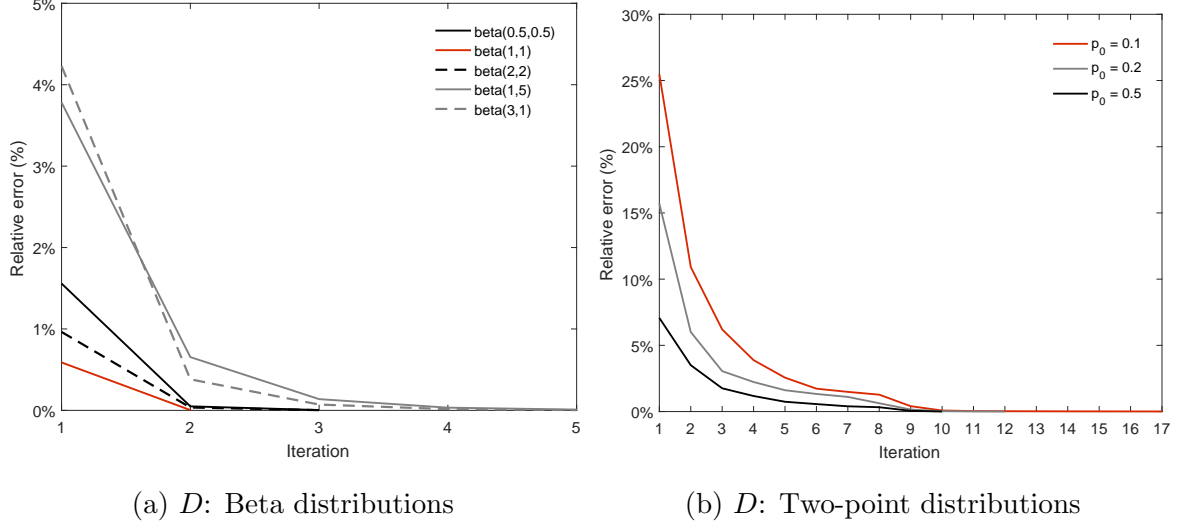 5%
4%
3%
2%
1%
0%
Relative error (%)
beta(0.5,0.5)
beta(1,1)
beta(2,2)
beta(1,5)
beta(3,1)
1 2 3 4 5
Iteration
(a) D: Beta distributions
30%
25%
20%
15%
10%
5%
0%
Relative error (%)
p0 = 0.1
p0 = 0.2
p0 = 0.5
1 2 3 4 5 6 7 8 9 10 11 12 13 14 15 16 17
Iteration
(b) D: Two-point distributions